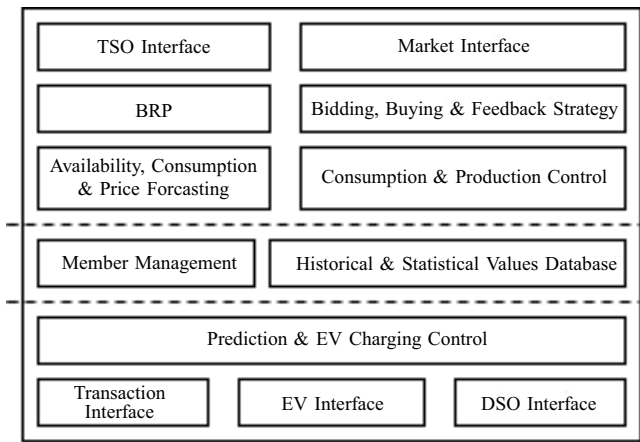 TSO Interface
Market Interface
BRP
Bidding, Buying & Feedback Strategy
Availability, Consumption
& Price Forcasting
Consumption & Production Control
Member Management
Historical & Statistical Values Database
Prediction & EV Charging Control
Transaction
Interface
EV Interface
DSO Interface